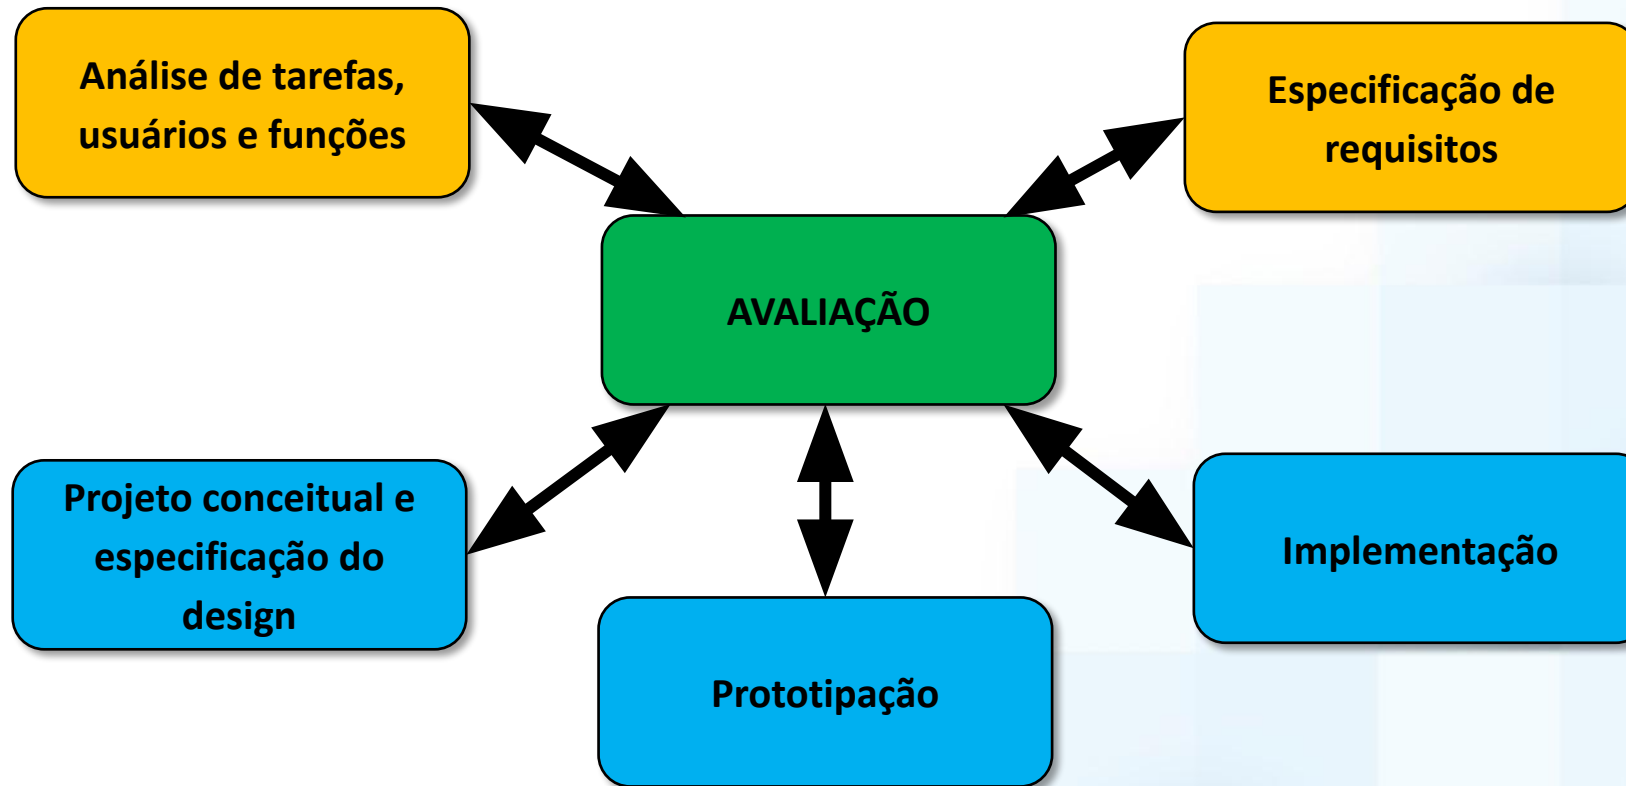 Análise de tarefas,
usuários e funções
Especificação de
requisitos
AVALIAÇÃO
Projeto conceitual e
especificação do
design
Prototipação
Implementação